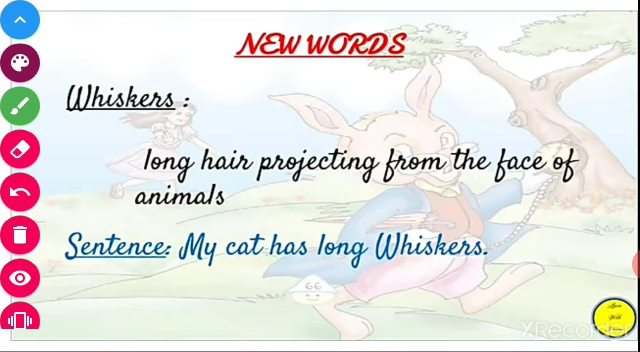 NEW WORDS
Whiskers :
long hair projecting from the face of
animals
Sentence: My cat has long Whiskers.
XRecorder